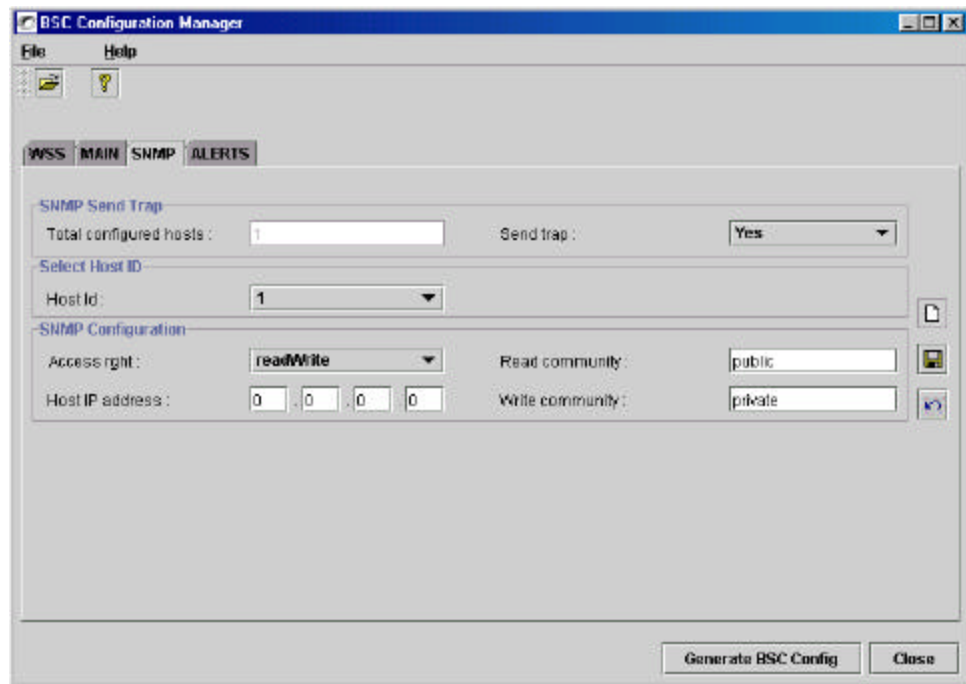 BSC Configuration Manager
File Help
WSS MAIN SNMP ALERTS
SNMP Send Trap
Total configured hosts : 1 Send trap : Yes
Select Host ID
Host Id : 1
SNMP Configuration
Access right : readWrite Read community : public
Host IP address : 0 . 0 . 0 . 0 Write community : private
Generate BSC Config Close